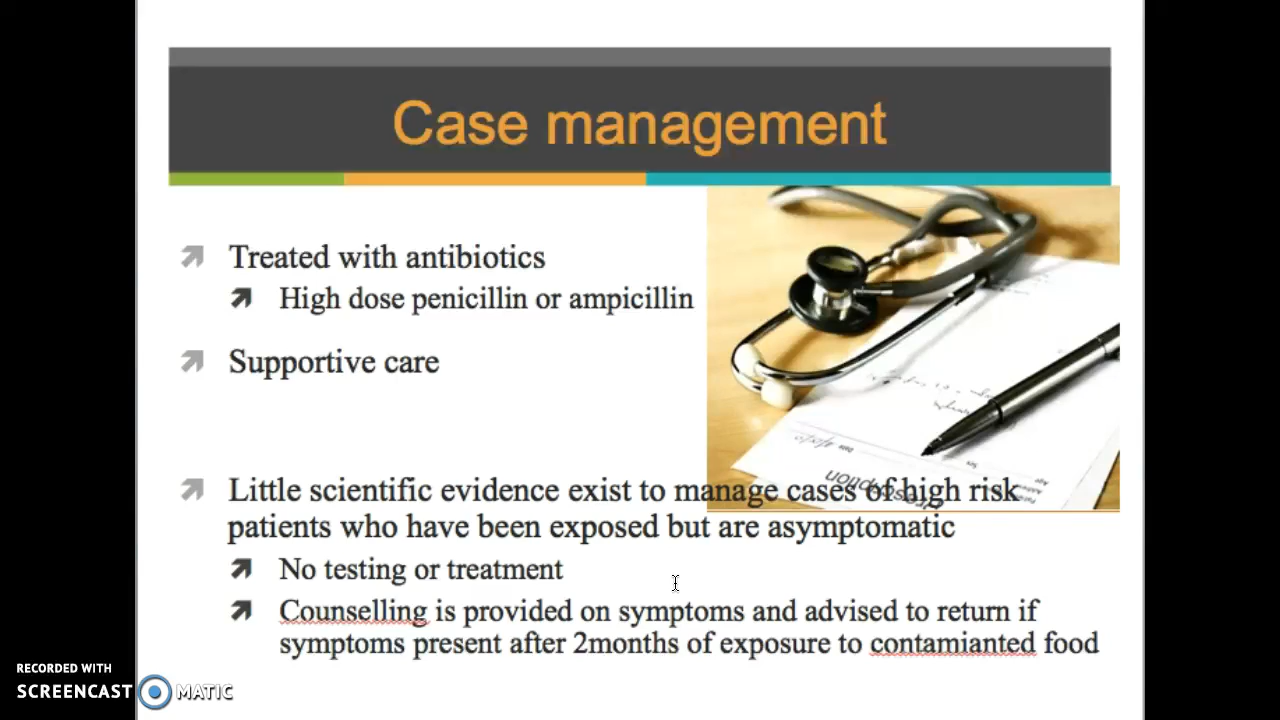 Case management
Treated with antibiotics
High dose penicillin or ampicillin
Supportive care
Little scientific evidence exist to manage cases of high risk
patients who have been exposed but are asymptomatic
No testing or treatment
Counselling is provided on symptoms and advised to return if
symptoms present after 2months of exposure to contamianted food
Prescription
RECORDED WITH
SCREENCAST MATIC